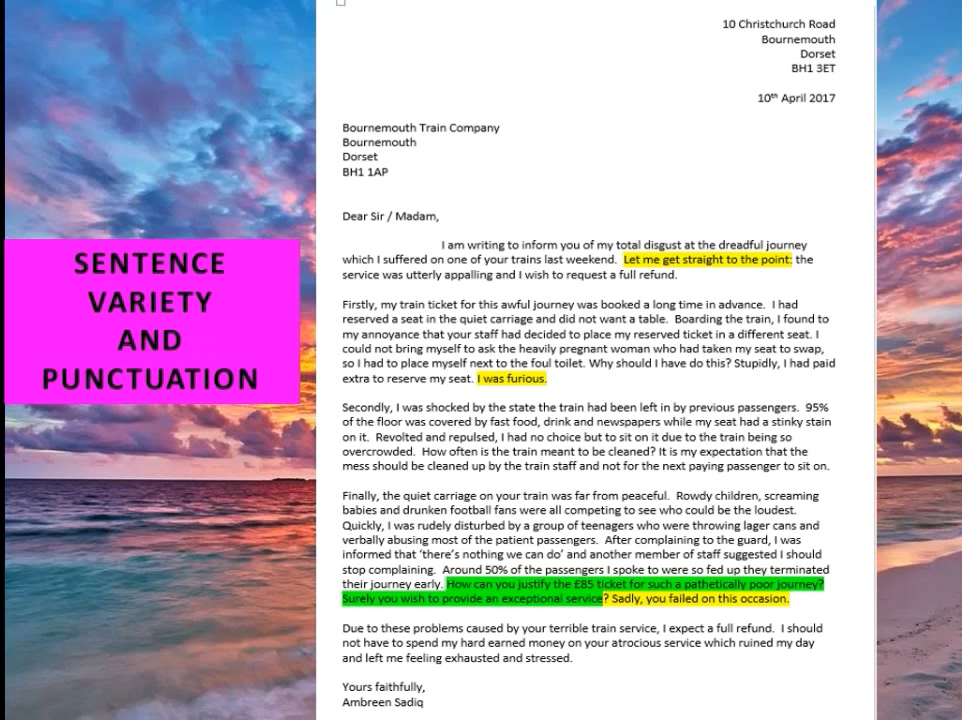 10 Christchurch Road
Bournemouth
Dorset
BH1 3ET
10th April 2017
Bournemouth Train Company
Bournemouth
Dorset
BH1 1AP
Dear Sir / Madam,
I am writing to inform you of my total disgust at the dreadful journey
which I suffered on one of your trains last weekend. Let me get straight to the point: the
service was utterly appalling and I wish to request a full refund.
Firstly, my train ticket for this awful journey was booked a long time in advance. I had
reserved a seat in the quiet carriage and did not want a table. Boarding the train, I found to
my annoyance that your staff had decided to place my reserved ticket in a different seat. I
could not bring myself to ask the heavily pregnant woman who had taken my seat to swap,
so I had to place myself next to the foul toilet. Why should I have do this? Stupidly, I had paid
extra to reserve my seat. I was furious.
Secondly, I was shocked by the state the train had been left in by previous passengers. 95%
of the floor was covered by fast food, drink and newspapers while my seat had a stinky stain
on it. Revolted and repulsed, I had no choice but to sit on it due to the train being so
overcrowded. How often is the train meant to be cleaned? It is my expectation that the
mess should be cleaned up by the train staff and not for the next paying passenger to sit on.
Finally, the quiet carriage on your train was far from peaceful. Rowdy children, screaming
babies and drunken football fans were all competing to see who could be the loudest.
Quickly, I was rudely disturbed by a group of teenagers who were throwing lager cans and
verbally abusing most of the patient passengers. After complaining to the guard, I was
informed that 'there's nothing we can do' and another member of staff suggested I should
stop complaining. Around 50% of the passengers I spoke to were so fed up they terminated
their journey early. How can you justify the £85 ticket for such a pathetically poor journey?
Surely you wish to provide an exceptional service? Sadly, you failed on this occasion.
Due to these problems caused by your terrible train service, I expect a full refund. I should
not have to spend my hard earned money on your atrocious service which ruined my day
and left me feeling exhausted and stressed.
Yours faithfully,
Ambreen Sadiq
SENTENCE
VARIETY
AND
PUNCTUATION